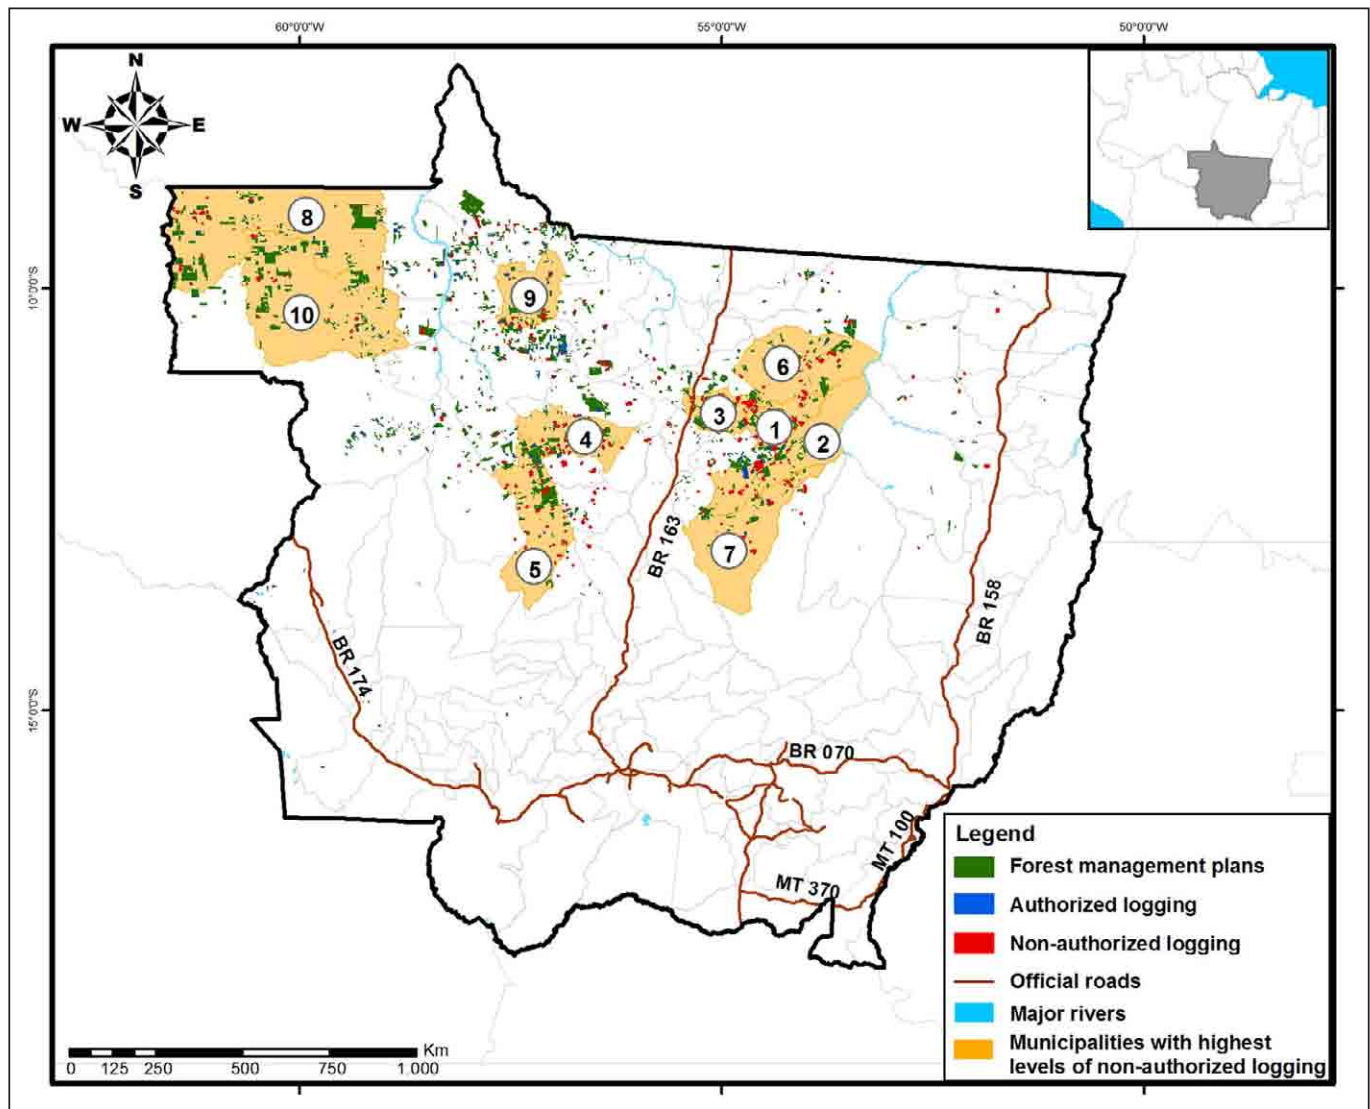 60°0'0"W
55°0'0"W
50°0'0"W
N
W
E
S
10°0'0"S
15°0'0"S
8
10
9
6
3
1
2
4
5
7
BR 163
BR 158
BR 174
BR 070
MT 100
MT 370
Legend
Forest management plans
Authorized logging
Non-authorized logging
Official roads
Major rivers
Municipalities with highest
levels of non-authorized logging
Km
0 125 250 500 750 1.000